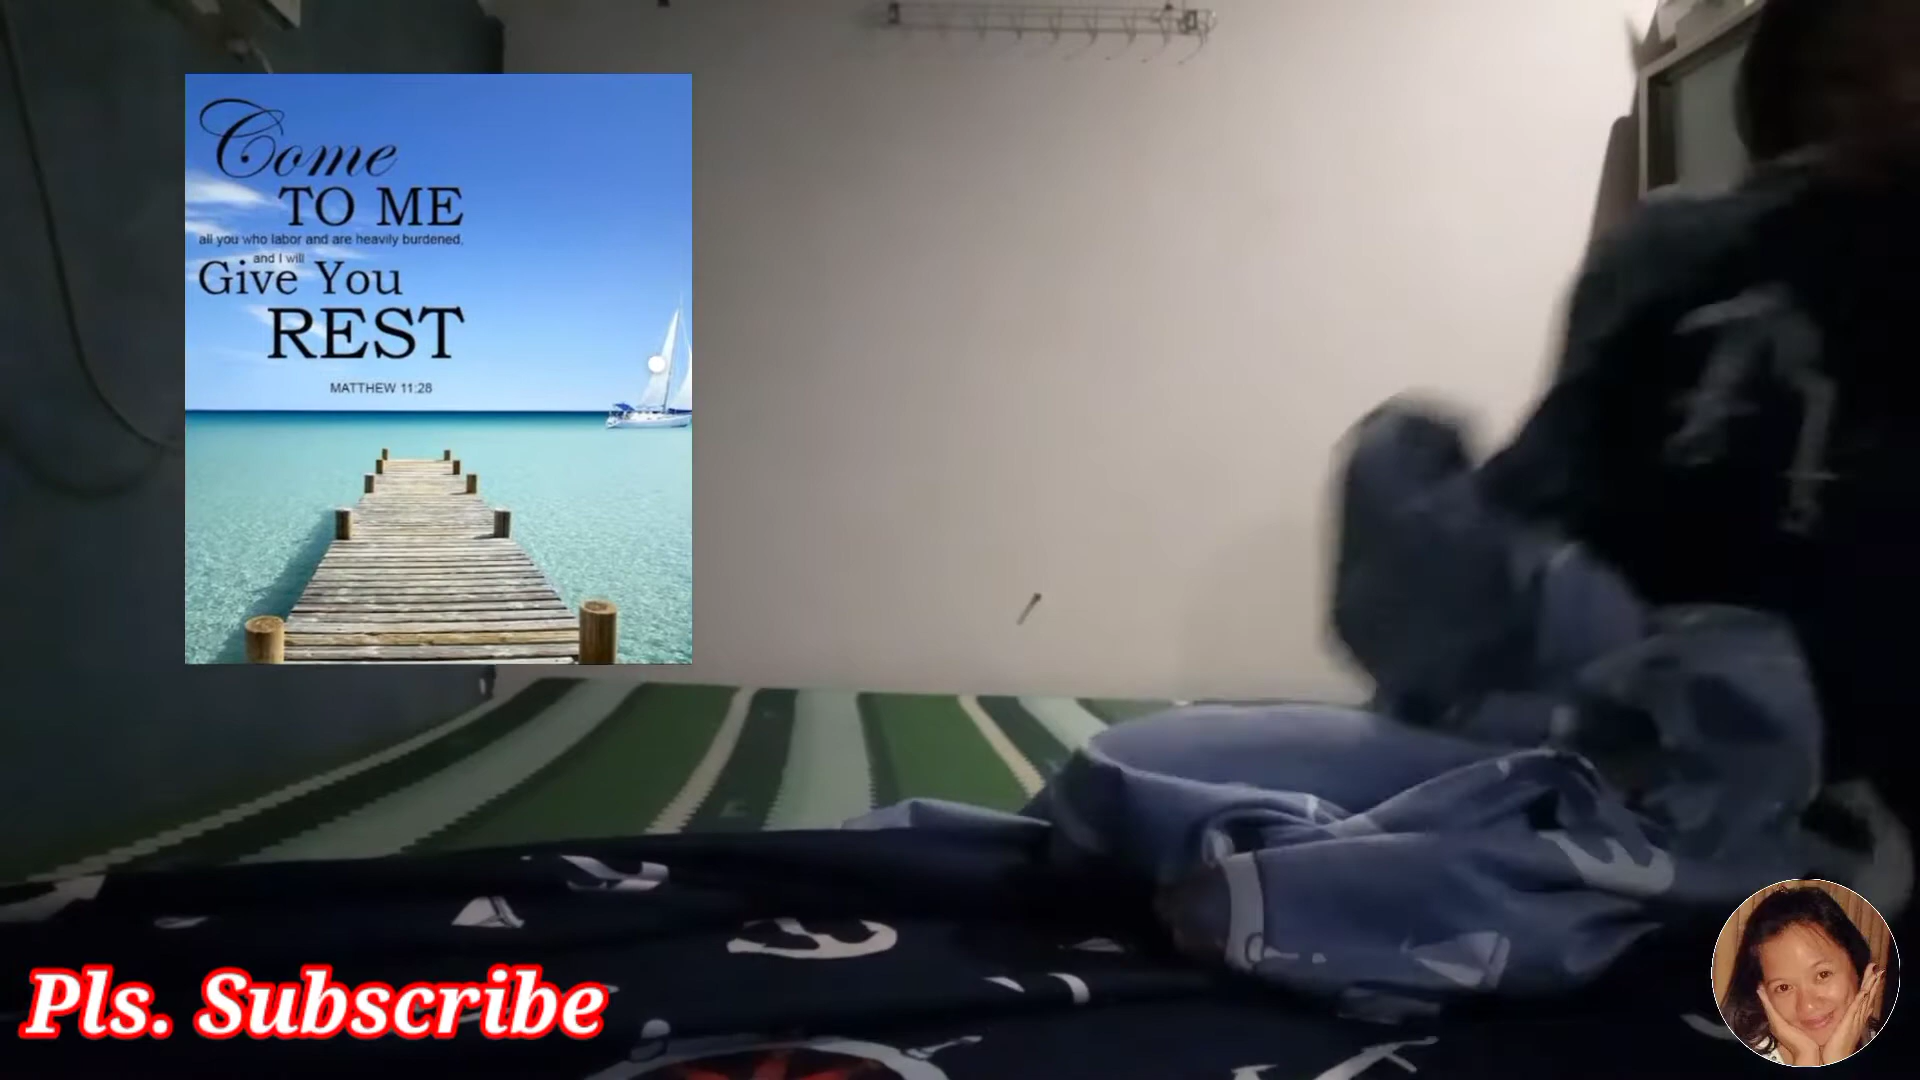 Come
TO ME
all you who labor and are heavily burdened,
and I will
Give You
REST
MATTHEW 11:28
Pls. Subscribe